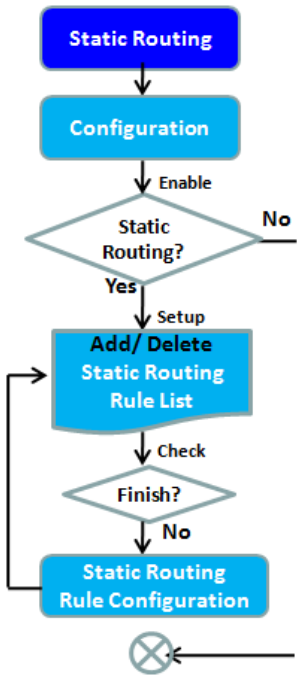 Static Routing
Configuration
Enable
Static
Routing?
No
Yes
Setup
Add/ Delete
Static Routing
Rule List
Check
Finish?
No
Static Routing
Rule Configuration